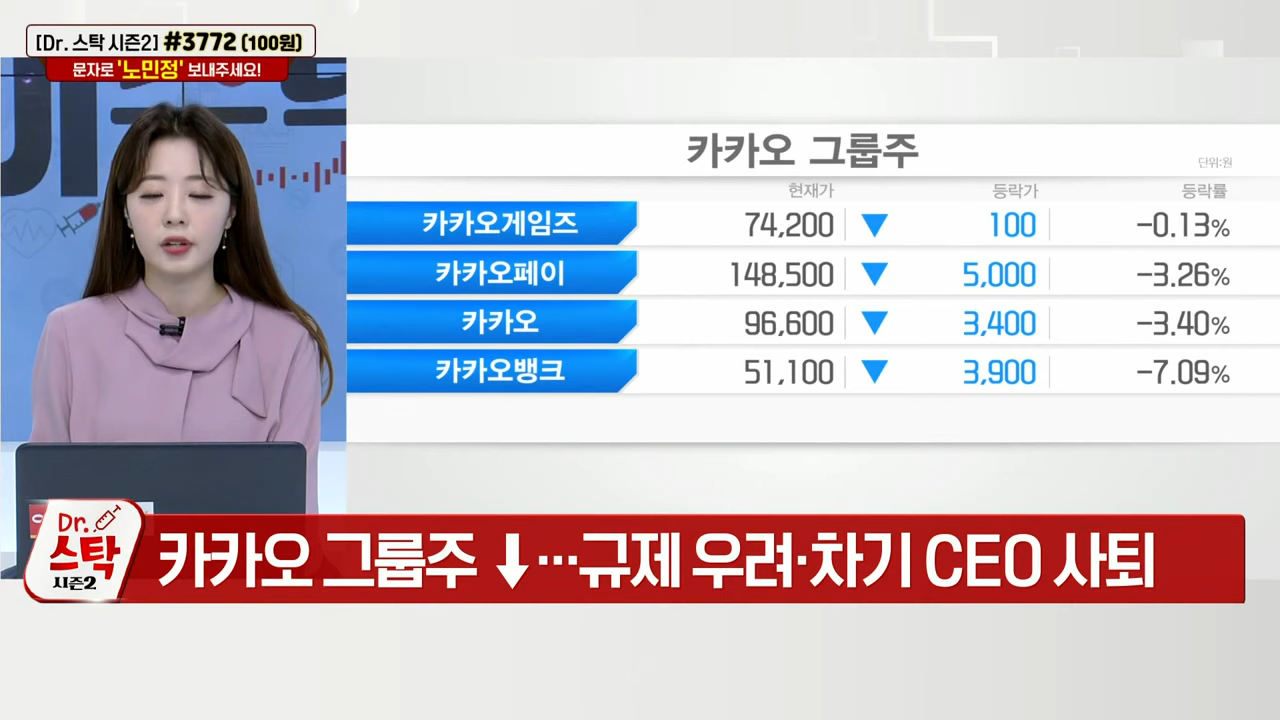 [Dr. 스탁 시즌2] #3772 (100원)
문자로 '노민정' 보내주세요!
카카오 그룹주
단위:원
현재가 등락가 등락률
카카오게임즈 74,200 ▼ 100 -0.13%
카카오페이 148,500 ▼ 5,000 -3.26%
카카오 96,600 ▼ 3,400 -3.40%
카카오뱅크 51,100 ▼ 3,900 -7.09%
Dr.
스탁
시즌2
카카오 그룹주 ↓…규제 우려·차기 CEO 사퇴